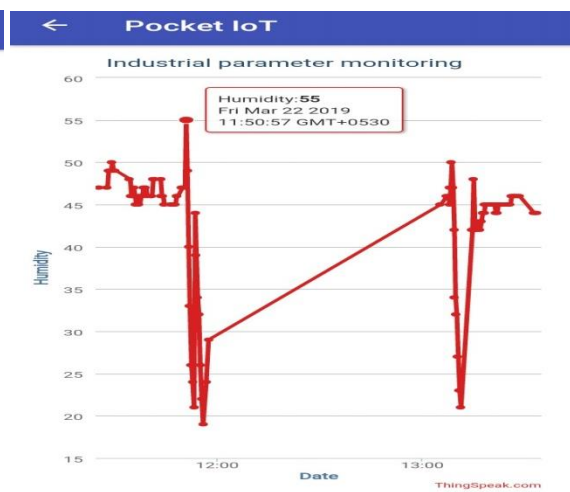 ← Pocket IoT
Industrial parameter monitoring
60
Humidity:55
Fri Mar 22 2019
11:50:57 GMT+0530
55
50
45
40
Humidity
35
30
25
20
15
12:00
13:00
Date
ThingSpeak.com